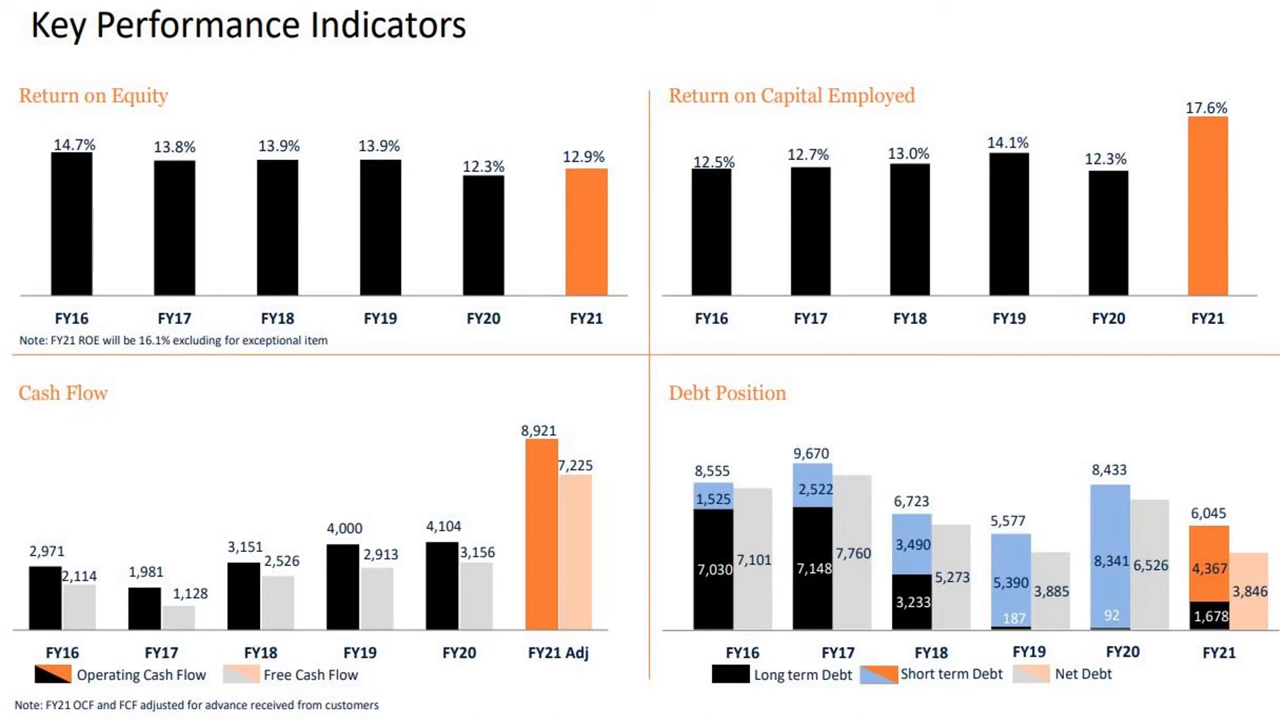 Key Performance Indicators
Return on Equity
14.7% 13.8% 13.9% 13.9% 12.3% 12.9%
FY16 FY17 FY18 FY19 FY20 FY21
Note: FY21 ROE will be 16.1% excluding for exceptional item
Return on Capital Employed
12.5% 12.7% 13.0% 14.1% 12.3% 17.6%
FY16 FY17 FY18 FY19 FY20 FY21
Cash Flow
2,971 2,114 1,981 1,128 3,151 2,526 4,000 2,913 4,104 3,156 8,921 7,225
FY16 FY17 FY18 FY19 FY20 FY21 Adj
Operating Cash Flow Free Cash Flow
Note: FY21 OCF and FCF adjusted for advance received from customers
Debt Position
8,555 9,670 6,723 5,577 8,433 6,045
1,525 2,522 3,490 5,390 8,341 4,367
7,030 7,148 3,233 187 92 1,678
7,101 7,760 5,273 3,885 6,526 3,846
FY16 FY17 FY18 FY19 FY20 FY21
Long term Debt Short term Debt Net Debt